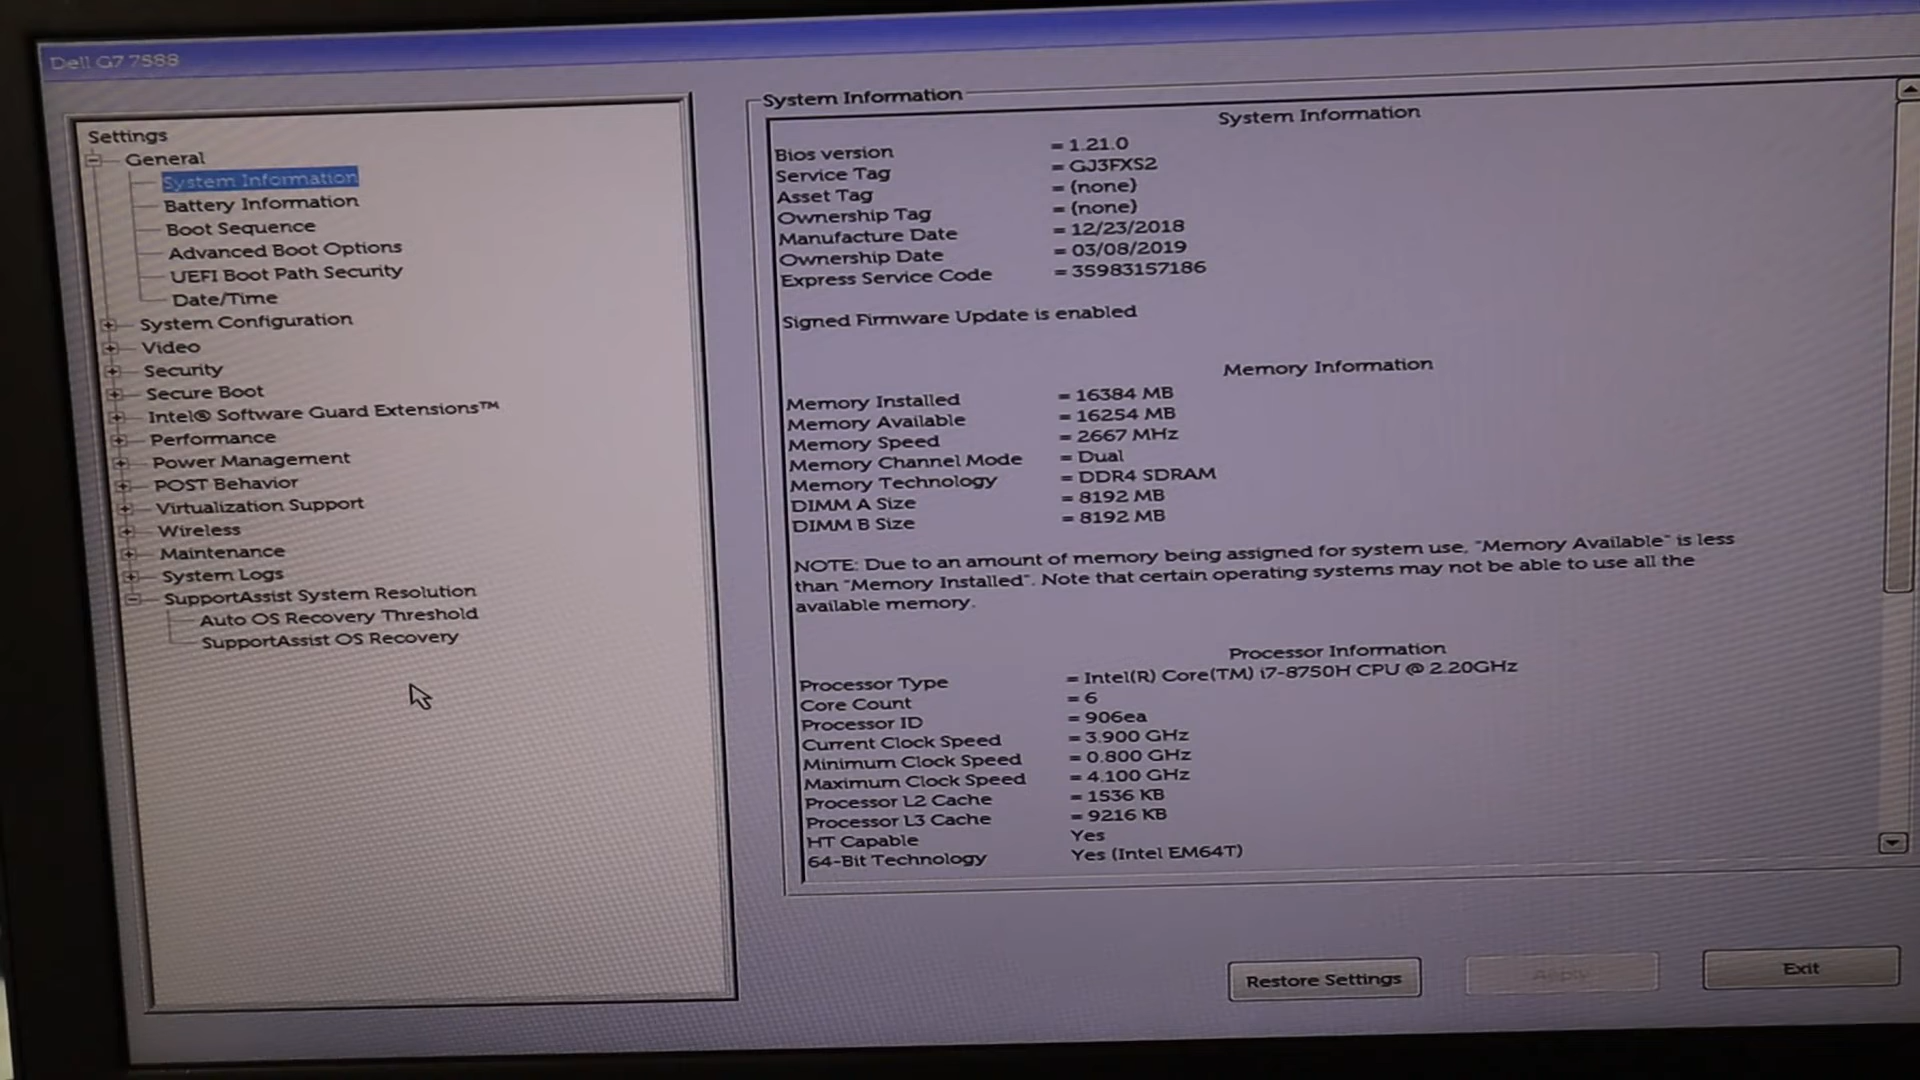 Dell G7 7588
Settings
General
System Information
Battery Information
Boot Sequence
Advanced Boot Options
UEFI Boot Path Security
Date/Time
System Configuration
Video
Security
Secure Boot
Intel® Software Guard Extensions™
Performance
Power Management
POST Behavior
Virtualization Support
Wireless
Maintenance
System Logs
SupportAssist System Resolution
Auto OS Recovery Threshold
SupportAssist OS Recovery
System Information
System Information
Bios version = 1.21.0
Service Tag = GJ3FXS2
Asset Tag = (none)
Ownership Tag = (none)
Manufacture Date = 12/23/2018
Ownership Date = 03/08/2019
Express Service Code = 35983157186
Signed Firmware Update is enabled
Memory Information
Memory Installed = 16384 MB
Memory Available = 16254 MB
Memory Speed = 2667 MHz
Memory Channel Mode = Dual
Memory Technology = DDR4 SDRAM
DIMM A Size = 8192 MB
DIMM B Size = 8192 MB
NOTE: Due to an amount of memory being assigned for system use, "Memory Available" is less
than "Memory Installed". Note that certain operating systems may not be able to use all the
available memory.
Processor Information
Processor Type = Intel(R) Core(TM) i7-8750H CPU @ 2.20GHz
Core Count = 6
Processor ID = 906ea
Current Clock Speed = 3.900 GHz
Minimum Clock Speed = 0.800 GHz
Maximum Clock Speed = 4.100 GHz
Processor L2 Cache = 1536 KB
Processor L3 Cache = 9216 KB
HT Capable Yes
64-Bit Technology Yes (Intel EM64T)
Restore Settings
Apply
Exit